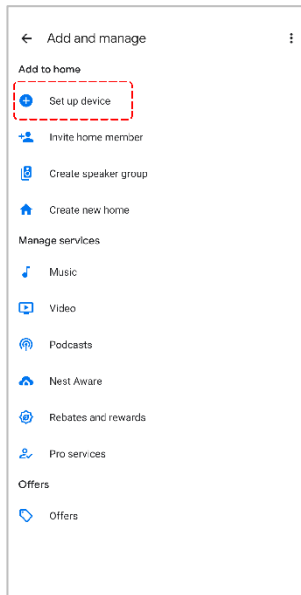 Add and manage
Add to home
Set up device
Invite home member
Create speaker group
Create new home
Manage services
Music
Video
Podcasts
Nest Aware
Rebates and rewards
Pro services
Offers
Offers